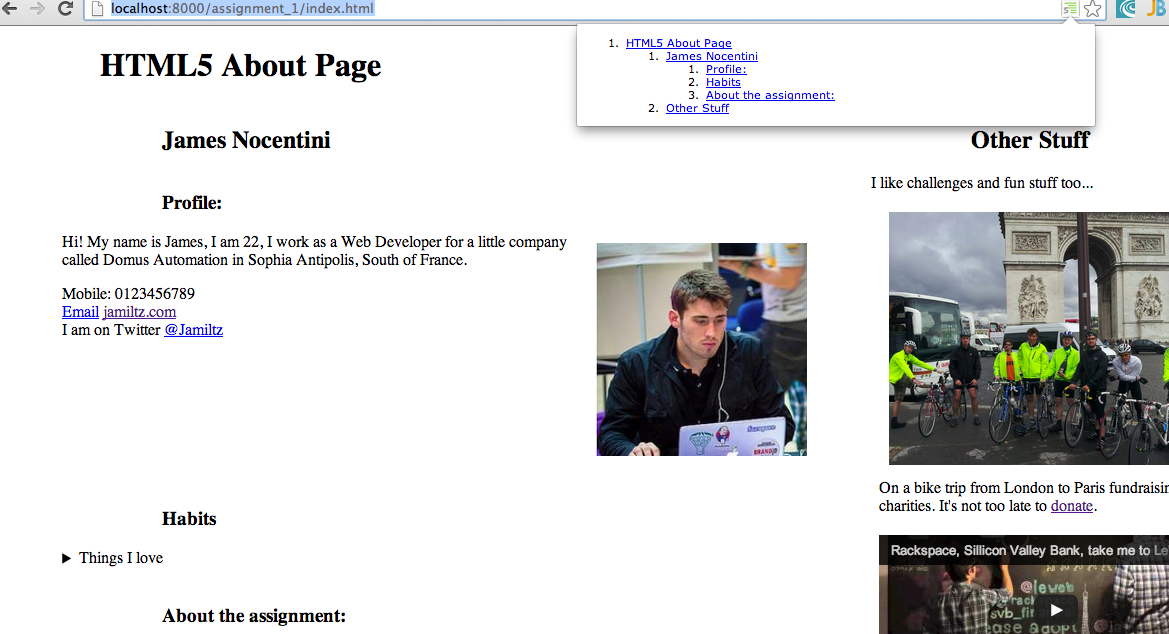 localhost:8000/assignment_1/index.html
1. HTML5 About Page
1. James Nocentini
1. Profile:
2. Habits
3. About the assignment:
2. Other Stuff
HTML5 About Page
James Nocentini
Profile:
Hi! My name is James, I am 22, I work as a Web Developer for a little company
called Domus Automation in Sophia Antipolis, South of France.
Mobile: 0123456789
Email jamiltz.com
I am on Twitter @Jamiltz
foursquare
Habits
Things I love
About the assignment:
Other Stuff
I like challenges and fun stuff too...
On a bike trip from London to Paris fundraisin
charities. It's not too late to donate.
Rackspace, Sillicon Valley Bank, take me to Le
@leweb